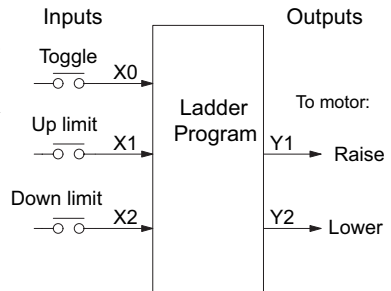 Inputs
Outputs
Toggle
X0
Up limit
X1
Down limit
X2
Ladder
Program
To motor:
Y1
Raise
Y2
Lower